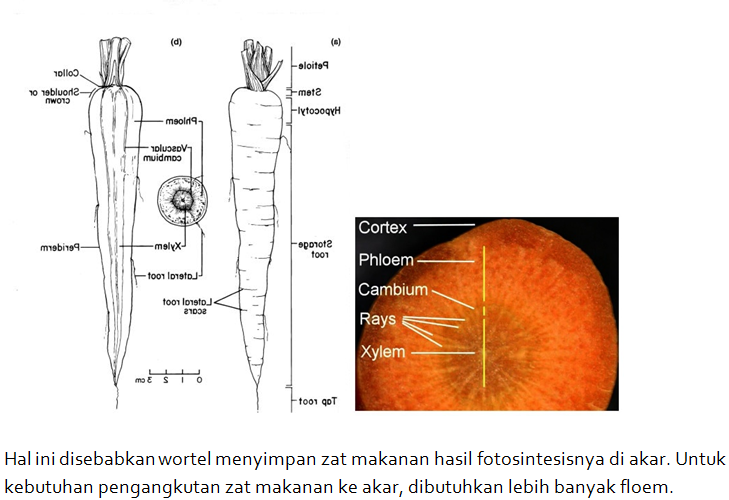 (b)
(a)
Collar
Shoulder or
crown
Petiole
Stem
Hypocotyl
Phloem
Vascular
cambium
Periderm
Xylem
Storage
root
Lateral root
Lateral root
scars
3 cm 2 1 0
Tap root
Cortex
Phloem
Cambium
Rays
Xylem
Hal ini disebabkan wortel menyimpan zat makanan hasil fotosintesisnya di akar. Untuk
kebutuhan pengangkutan zat makanan ke akar, dibutuhkan lebih banyak floem.